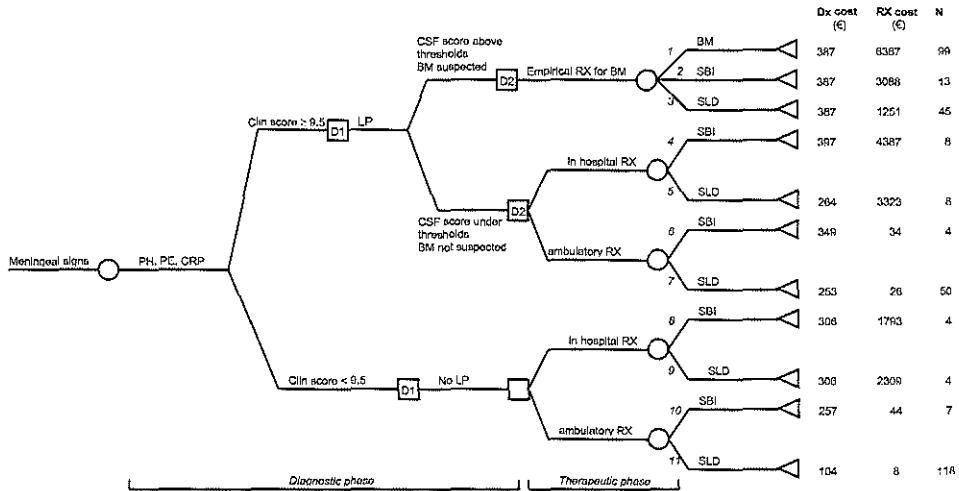 Dx cost RX cost N
(€) (€)
CSF score above
thresholds
BM suspected
D2 Empirical RX for BM
1 BM 387 6387 99
2 SBI 387 3088 13
3 SLD 387 1251 45
Clin score ≥ 9.5 D1 LP
4 SBI 397 4387 8
In hospital RX
5 SLD 264 3323 8
D2
CSF score under
thresholds
BM not suspected
6 SBI 349 34 4
ambulatory RX
7 SLD 253 26 50
Meningeal signs PH, PE, CRP
8 SBI 306 1793 4
In hospital RX
9 SLD 306 2309 4
Clin score < 9.5 D1 No LP
10 SBI 257 44 7
ambulatory RX
11 SLD 104 8 118
Diagnostic phase Therapeutic phase